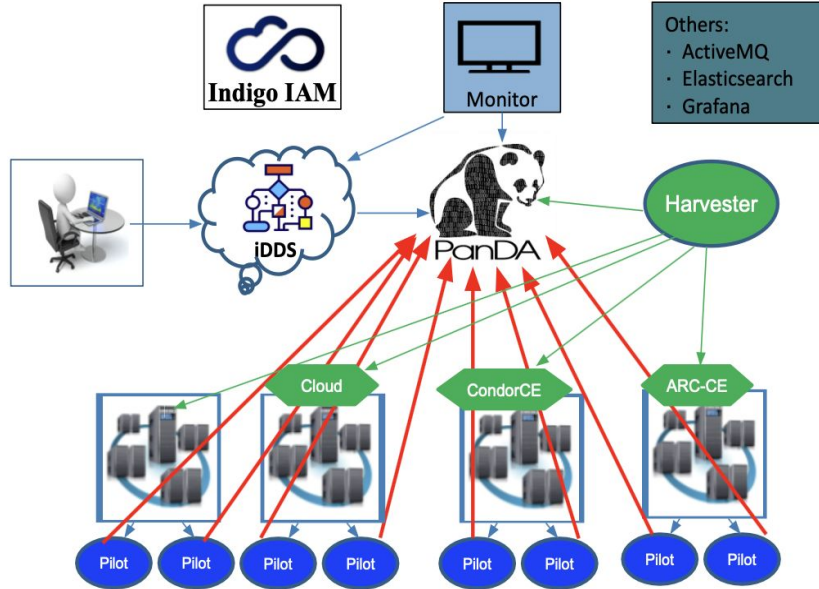 Indigo IAM
Monitor
Others:
· ActiveMQ
· Elasticsearch
· Grafana
iDDS
PanDA
Harvester
Cloud
CondorCE
ARC-CE
Pilot
Pilot
Pilot
Pilot
Pilot
Pilot
Pilot
Pilot